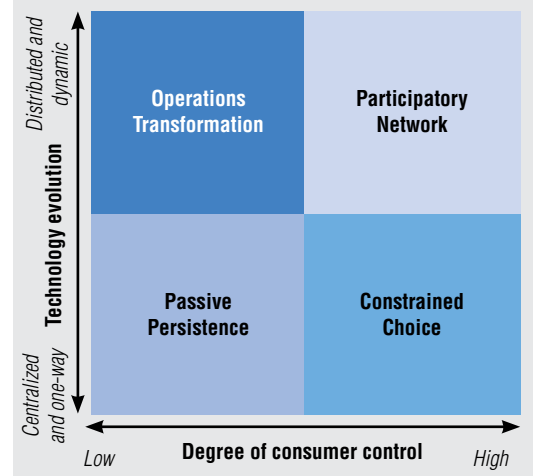 Distributed and
dynamic
Technology evolution
Centralized
and one-way
Operations
Transformation
Participatory
Network
Passive
Persistence
Constrained
Choice
Low
Degree of consumer control
High